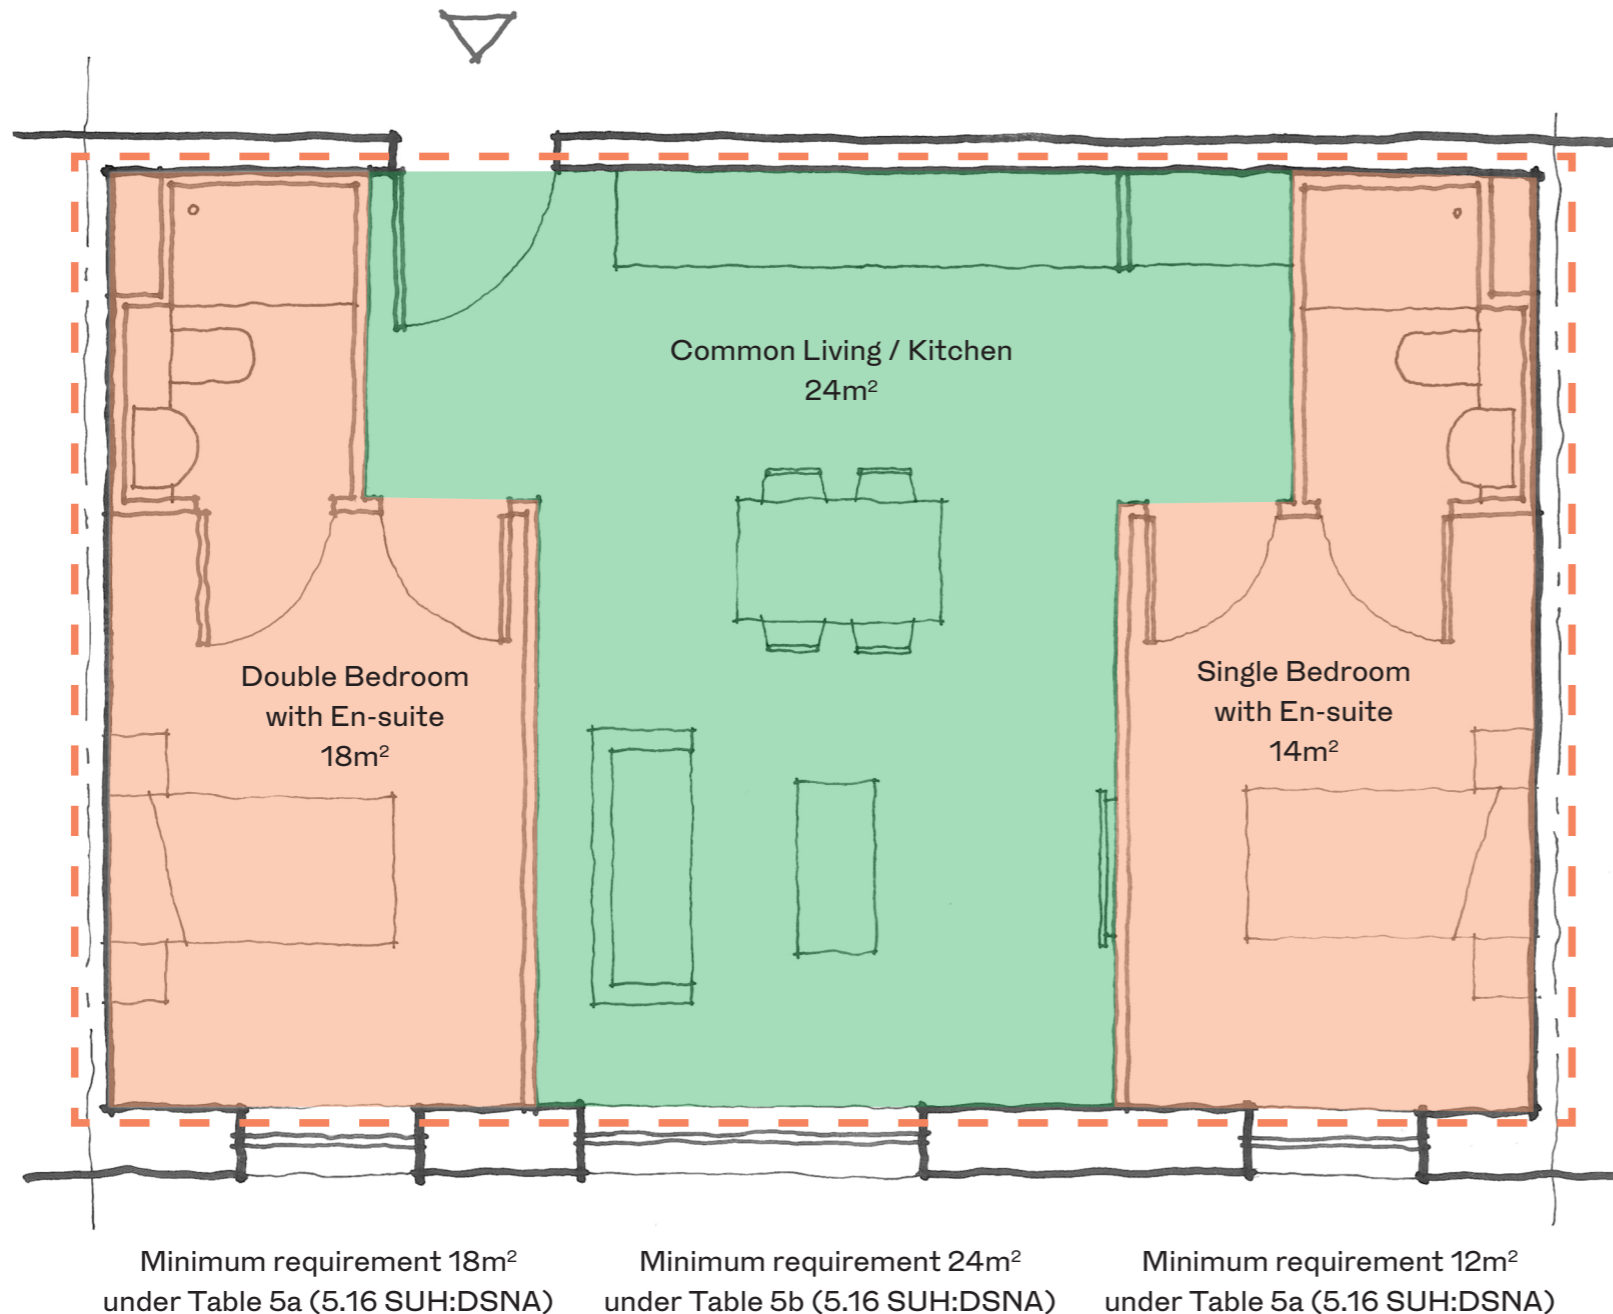 Common Living / Kitchen
24m²
Double Bedroom
with En-suite
18m²
Single Bedroom
with En-suite
14m²
Minimum requirement 18m²
under Table 5a (5.16 SUH:DSNA)
Minimum requirement 24m²
under Table 5b (5.16 SUH:DSNA)
Minimum requirement 12m²
under Table 5a (5.16 SUH:DSNA)